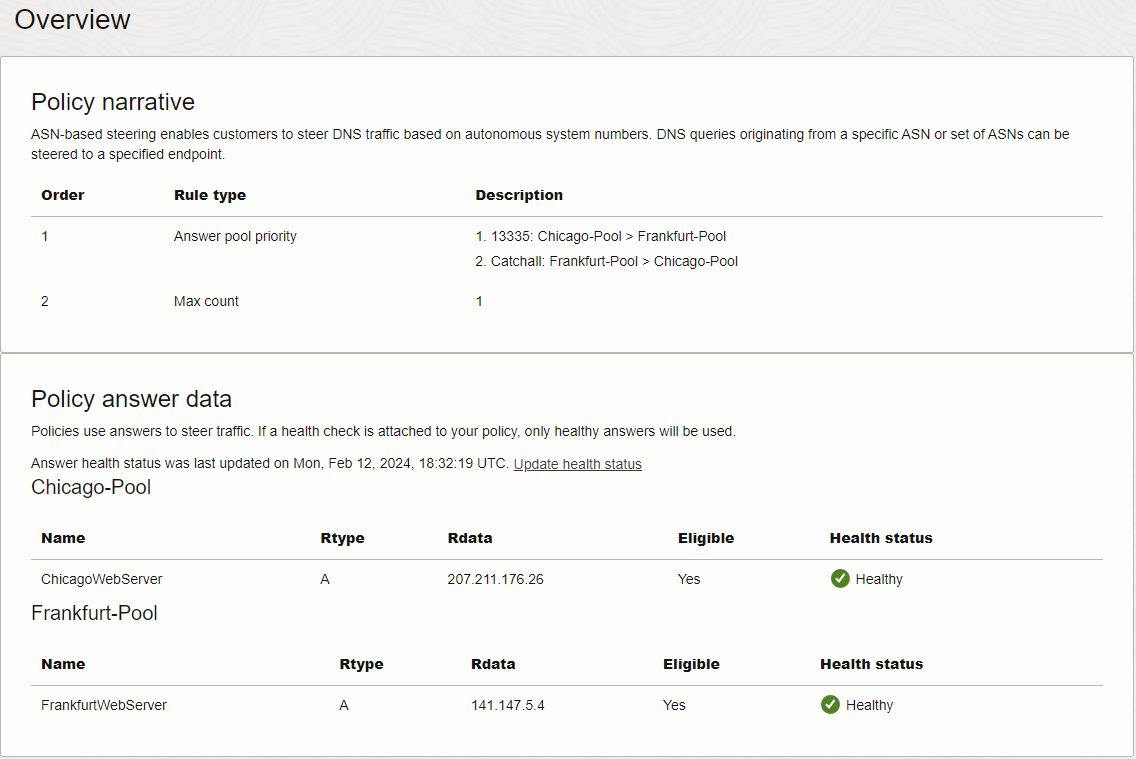 Overview
Policy narrative
ASN-based steering enables customers to steer DNS traffic based on autonomous system numbers. DNS queries originating from a specific ASN or set of ASNs can be
steered to a specified endpoint.
Order Rule type Description
1 Answer pool priority 1. 13335: Chicago-Pool > Frankfurt-Pool
2. Catchall: Frankfurt-Pool > Chicago-Pool
2 Max count 1
Policy answer data
Policies use answers to steer traffic. If a health check is attached to your policy, only healthy answers will be used.
Answer health status was last updated on Mon, Feb 12, 2024, 18:32:19 UTC. Update health status
Chicago-Pool
Name Rtype Rdata Eligible Health status
ChicagoWebServer A 207.211.176.26 Yes Healthy
Frankfurt-Pool
Name Rtype Rdata Eligible Health status
FrankfurtWebServer A 141.147.5.4 Yes Healthy